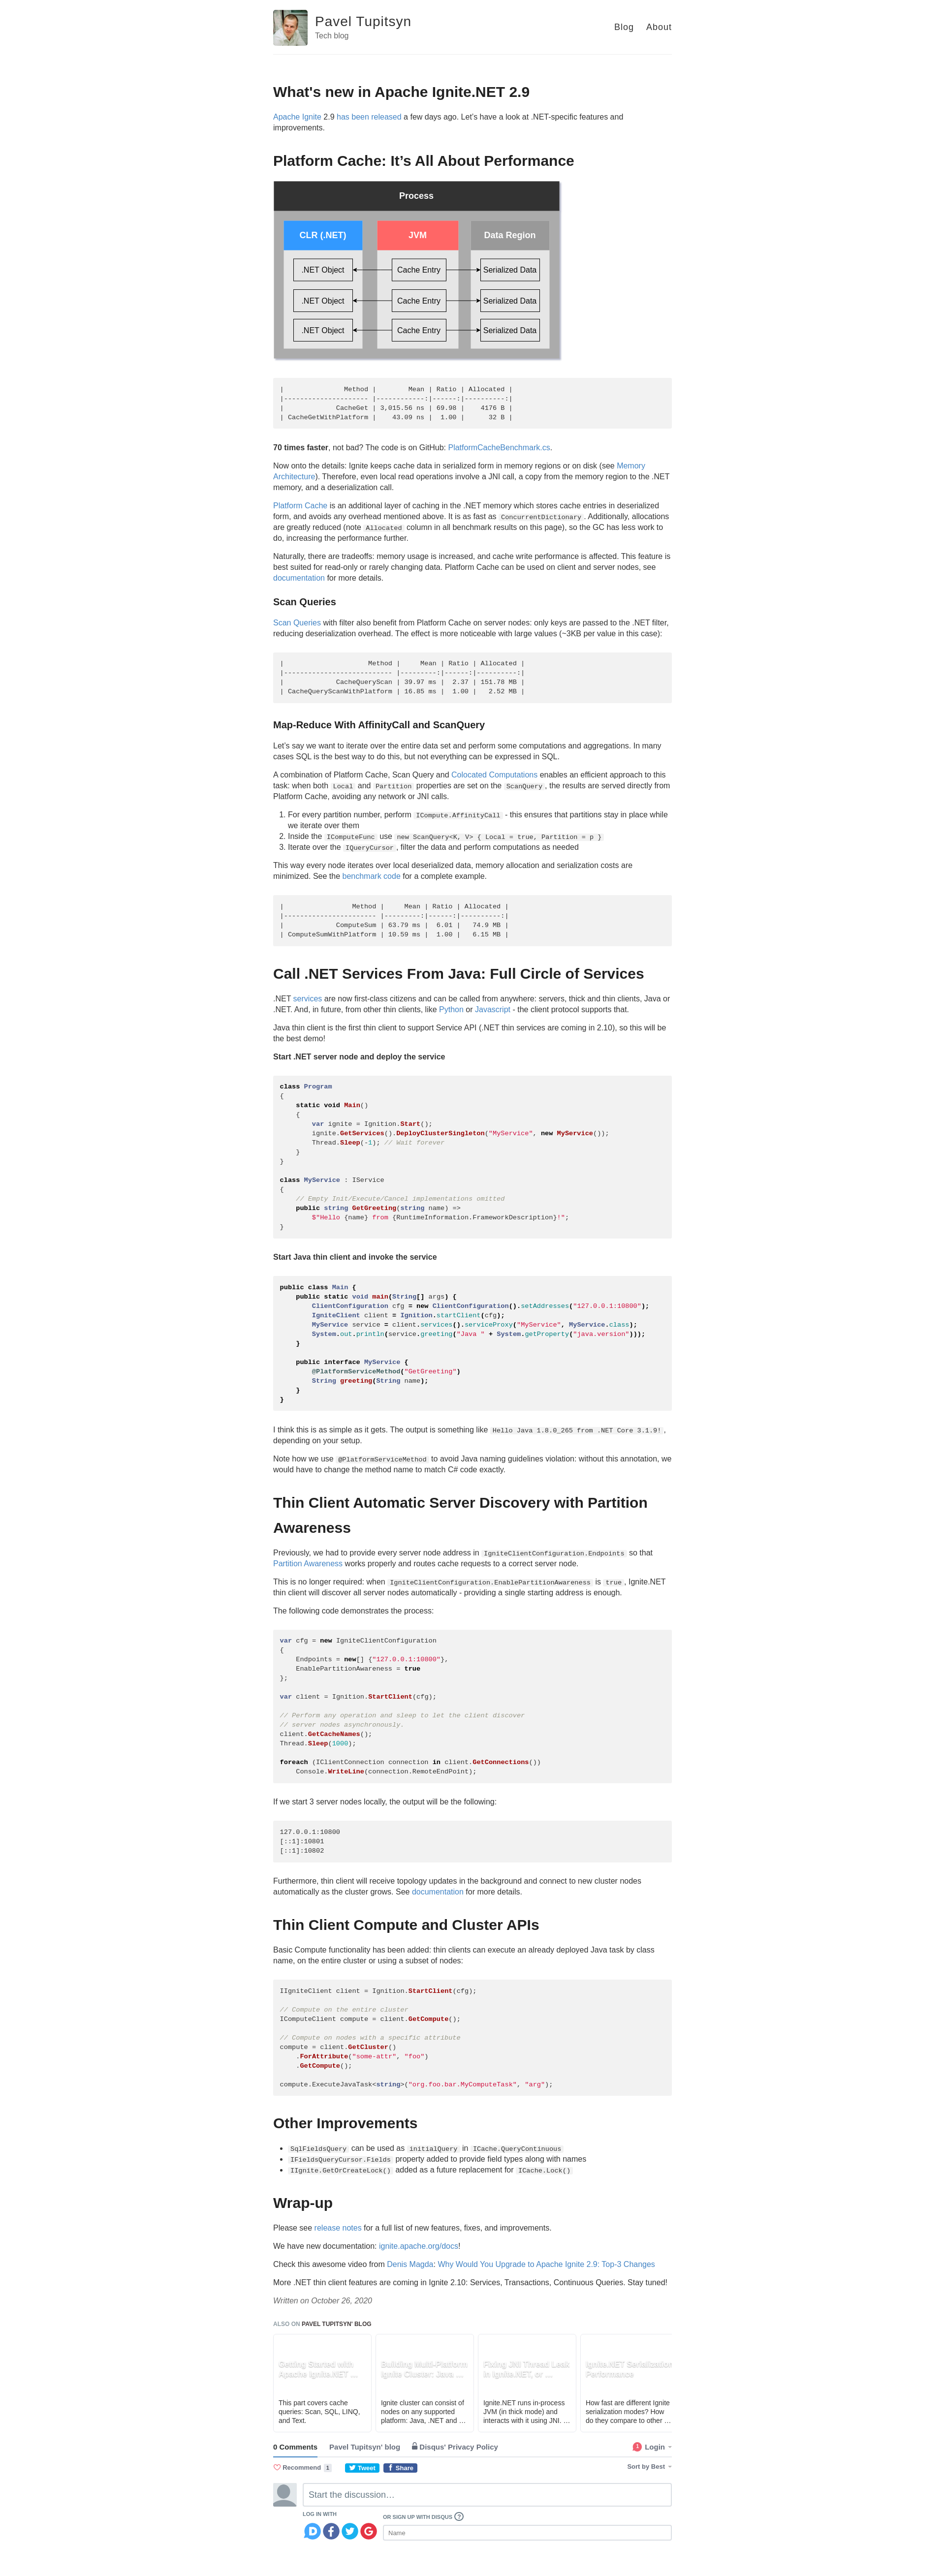 Pavel Tupitsyn
Tech blog
Blog About
What's new in Apache Ignite.NET 2.9
Apache Ignite 2.9 has been released a few days ago. Let's have a look at .NET-specific features and
improvements.
Platform Cache: It's All About Performance
Process
CLR (.NET) JVM Data Region
.NET Object Cache Entry Serialized Data
.NET Object Cache Entry Serialized Data
.NET Object Cache Entry Serialized Data
|               Method |        Mean | Ratio | Allocated |
|--------------------- |------------:|------:|----------:|
|             CacheGet | 3,015.56 ns | 69.98 |    4176 B |
| CacheGetWithPlatform |    43.09 ns |  1.00 |      32 B |
70 times faster, not bad? The code is on GitHub: PlatformCacheBenchmark.cs.
Now onto the details: Ignite keeps cache data in serialized form in memory regions or on disk (see Memory
Architecture). Therefore, even local read operations involve a JNI call, a copy from the memory region to the .NET
memory, and a deserialization call.
Platform Cache is an additional layer of caching in the .NET memory which stores cache entries in deserialized
form, and avoids any overhead mentioned above. It is as fast as ConcurrentDictionary. Additionally, allocations
are greatly reduced (note Allocated column in all benchmark results on this page), so the GC has less work to
do, increasing the performance further.
Naturally, there are tradeoffs: memory usage is increased, and cache write performance is affected. This feature is
best suited for read-only or rarely changing data. Platform Cache can be used on client and server nodes, see
documentation for more details.
Scan Queries
Scan Queries with filter also benefit from Platform Cache on server nodes: only keys are passed to the .NET filter,
reducing deserialization overhead. The effect is more noticeable with large values (~3KB per value in this case):
|                     Method |     Mean | Ratio | Allocated |
|--------------------------- |---------:|------:|----------:|
|             CacheQueryScan | 39.97 ms |  2.37 | 151.78 MB |
| CacheQueryScanWithPlatform | 16.85 ms |  1.00 |   2.52 MB |
Map-Reduce With AffinityCall and ScanQuery
Let's say we want to iterate over the entire data set and perform some computations and aggregations. In many
cases SQL is the best way to do this, but not everything can be expressed in SQL.
A combination of Platform Cache, Scan Query and Colocated Computations enables an efficient approach to this
task: when both Local and Partition properties are set on the ScanQuery, the results are served directly from
Platform Cache, avoiding any network or JNI calls.
1. For every partition number, perform ICompute.AffinityCall - this ensures that partitions stay in place while
we iterate over them
2. Inside the IComputeFunc use new ScanQuery<K, V> { Local = true, Partition = p }
3. Iterate over the IQueryCursor, filter the data and perform computations as needed
This way every node iterates over local deserialized data, memory allocation and serialization costs are
minimized. See the benchmark code for a complete example.
|                 Method |     Mean | Ratio | Allocated |
|----------------------- |---------:|------:|----------:|
|             ComputeSum | 63.79 ms |  6.01 |   74.9 MB |
| ComputeSumWithPlatform | 10.59 ms |  1.00 |   6.15 MB |
Call .NET Services From Java: Full Circle of Services
.NET services are now first-class citizens and can be called from anywhere: servers, thick and thin clients, Java or
.NET. And, in future, from other thin clients, like Python or Javascript - the client protocol supports that.
Java thin client is the first thin client to support Service API (.NET thin services are coming in 2.10), so this will be
the best demo!
Start .NET server node and deploy the service
class Program
{
    static void Main()
    {
        var ignite = Ignition.Start();
        ignite.GetServices().DeployClusterSingleton("MyService", new MyService());
        Thread.Sleep(-1); // Wait forever
    }
}
class MyService : IService
{
    // Empty Init/Execute/Cancel implementations omitted
    public string GetGreeting(string name) =>
        $"Hello {name} from {RuntimeInformation.FrameworkDescription}!";
}
Start Java thin client and invoke the service
public class Main {
    public static void main(String[] args) {
        ClientConfiguration cfg = new ClientConfiguration().setAddresses("127.0.0.1:10800");
        IgniteClient client = Ignition.startClient(cfg);
        MyService service = client.services().serviceProxy("MyService", MyService.class);
        System.out.println(service.greeting("Java " + System.getProperty("java.version")));
    }
    public interface MyService {
        @PlatformServiceMethod("GetGreeting")
        String greeting(String name);
    }
}
I think this is as simple as it gets. The output is something like Hello Java 1.8.0_265 from .NET Core 3.1.9!,
depending on your setup.
Note how we use @PlatformServiceMethod to avoid Java naming guidelines violation: without this annotation, we
would have to change the method name to match C# code exactly.
Thin Client Automatic Server Discovery with Partition
Awareness
Previously, we had to provide every server node address in IgniteClientConfiguration.Endpoints so that
Partition Awareness works properly and routes cache requests to a correct server node.
This is no longer required: when IgniteClientConfiguration.EnablePartitionAwareness is true, Ignite.NET
thin client will discover all server nodes automatically - providing a single starting address is enough.
The following code demonstrates the process:
var cfg = new IgniteClientConfiguration
{
    Endpoints = new[] {"127.0.0.1:10800"},
    EnablePartitionAwareness = true
};
var client = Ignition.StartClient(cfg);
// Perform any operation and sleep to let the client discover
// server nodes asynchronously.
client.GetCacheNames();
Thread.Sleep(1000);
foreach (IClientConnection connection in client.GetConnections())
    Console.WriteLine(connection.RemoteEndPoint);
If we start 3 server nodes locally, the output will be the following:
127.0.0.1:10800
[::1]:10801
[::1]:10802
Furthermore, thin client will receive topology updates in the background and connect to new cluster nodes
automatically as the cluster grows. See documentation for more details.
Thin Client Compute and Cluster APIs
Basic Compute functionality has been added: thin clients can execute an already deployed Java task by class
name, on the entire cluster or using a subset of nodes:
IIgniteClient client = Ignition.StartClient(cfg);
// Compute on the entire cluster
IComputeClient compute = client.GetCompute();
// Compute on nodes with a specific attribute
compute = client.GetCluster()
    .ForAttribute("some-attr", "foo")
    .GetCompute();
compute.ExecuteJavaTask<string>("org.foo.bar.MyComputeTask", "arg");
Other Improvements
• SqlFieldsQuery can be used as initialQuery in ICache.QueryContinuous
• IFieldsQueryCursor.Fields property added to provide field types along with names
• IIgnite.GetOrCreateLock() added as a future replacement for ICache.Lock()
Wrap-up
Please see release notes for a full list of new features, fixes, and improvements.
We have new documentation: ignite.apache.org/docs!
Check this awesome video from Denis Magda: Why Would You Upgrade to Apache Ignite 2.9: Top-3 Changes
More .NET thin client features are coming in Ignite 2.10: Services, Transactions, Continuous Queries. Stay tuned!
Written on October 26, 2020
ALSO ON PAVEL TUPITSYN' BLOG
Getting Started with
Apache Ignite.NET …
This part covers cache
queries: Scan, SQL, LINQ,
and Text.
Building Multi-Platform
Ignite Cluster: Java …
Ignite cluster can consist of
nodes on any supported
platform: Java, .NET and …
Fixing JNI Thread Leak
in Ignite.NET, or …
Ignite.NET runs in-process
JVM (in thick mode) and
interacts with it using JNI. …
Ignite.NET Serialization
Performance
How fast are different Ignite
serialization modes? How
do they compare to other …
0 Comments Pavel Tupitsyn' blog Disqus' Privacy Policy 1 Login
Recommend 1 Tweet f Share Sort by Best
Start the discussion…
LOG IN WITH
OR SIGN UP WITH DISQUS ?
Name